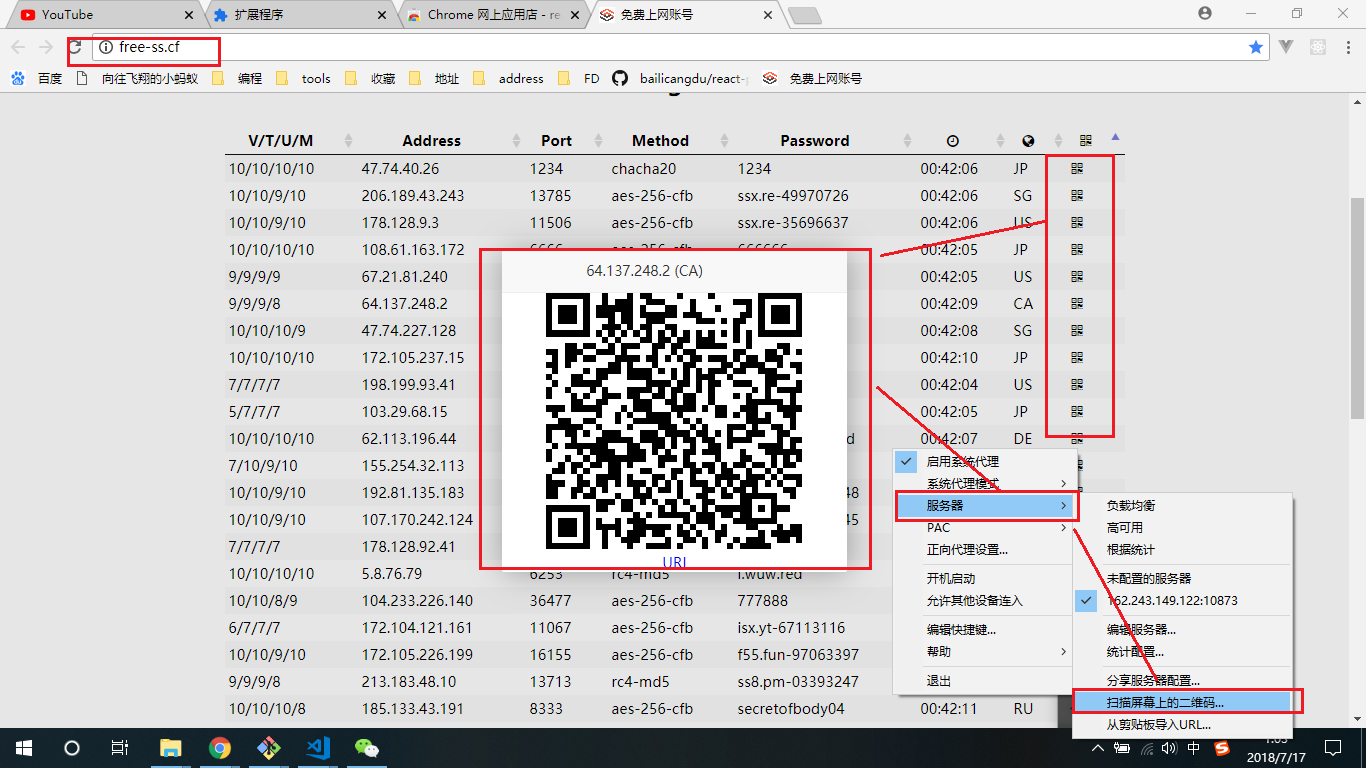 YouTube
扩展程序
Chrome 网上应用店 - re
免费上网账号
free-ss.cf
百度 向往飞翔的小蚂蚁 编程 tools 收藏 地址 address FD bailicangdu/react- 免费上网账号
V/T/U/M Address Port Method Password
10/10/10/10 47.74.40.26 1234 chacha20 1234 00:42:06 JP
10/10/9/10 206.189.43.243 13785 aes-256-cfb ssx.re-49970726 00:42:06 SG
10/10/9/10 178.128.9.3 11506 aes-256-cfb ssx.re-35696637 00:42:06 US
10/10/10/10 108.61.163.172 6666 aes-256-cfb 666666 00:42:05 JP
9/9/9/9 67.21.81.240 00:42:05 US
9/9/9/8 64.137.248.2 00:42:09 CA
10/10/10/9 47.74.227.128 00:42:08 SG
10/10/10/10 172.105.237.15 00:42:10 JP
7/7/7/7 198.199.93.41 00:42:04 US
5/7/7/7 103.29.68.15 00:42:05 JP
10/10/10/10 62.113.196.44 d 00:42:07 DE
7/10/9/10 155.254.32.113
10/10/9/10 192.81.135.183 48
10/10/9/10 107.170.242.124 45
7/7/7/7 178.128.92.41
10/10/10/10 5.8.76.79 6253 rc4-md5 i.wuw.red
10/10/8/9 104.233.226.140 36477 aes-256-cfb 777888
6/7/7/7 172.104.121.161 11067 aes-256-cfb isx.yt-67113116
10/10/9/10 172.105.226.199 16155 aes-256-cfb f55.fun-97063397
9/9/9/8 213.183.48.10 13713 rc4-md5 ss8.pm-03393247
10/10/10/8 185.133.43.191 8333 aes-256-cfb secretofbody04 00:42:11 RU
64.137.248.2 (CA)
URL
启用系统代理
系统代理模式
服务器
PAC
正向代理设置...
开机启动
允许其他设备连入
编辑快捷键...
帮助
退出
负载均衡
高可用
根据统计
未配置的服务器
162.243.149.122:10873
编辑服务器...
统计配置...
分享服务器配置...
扫描屏幕上的二维码...
从剪贴板导入URL...
中
2018/7/17